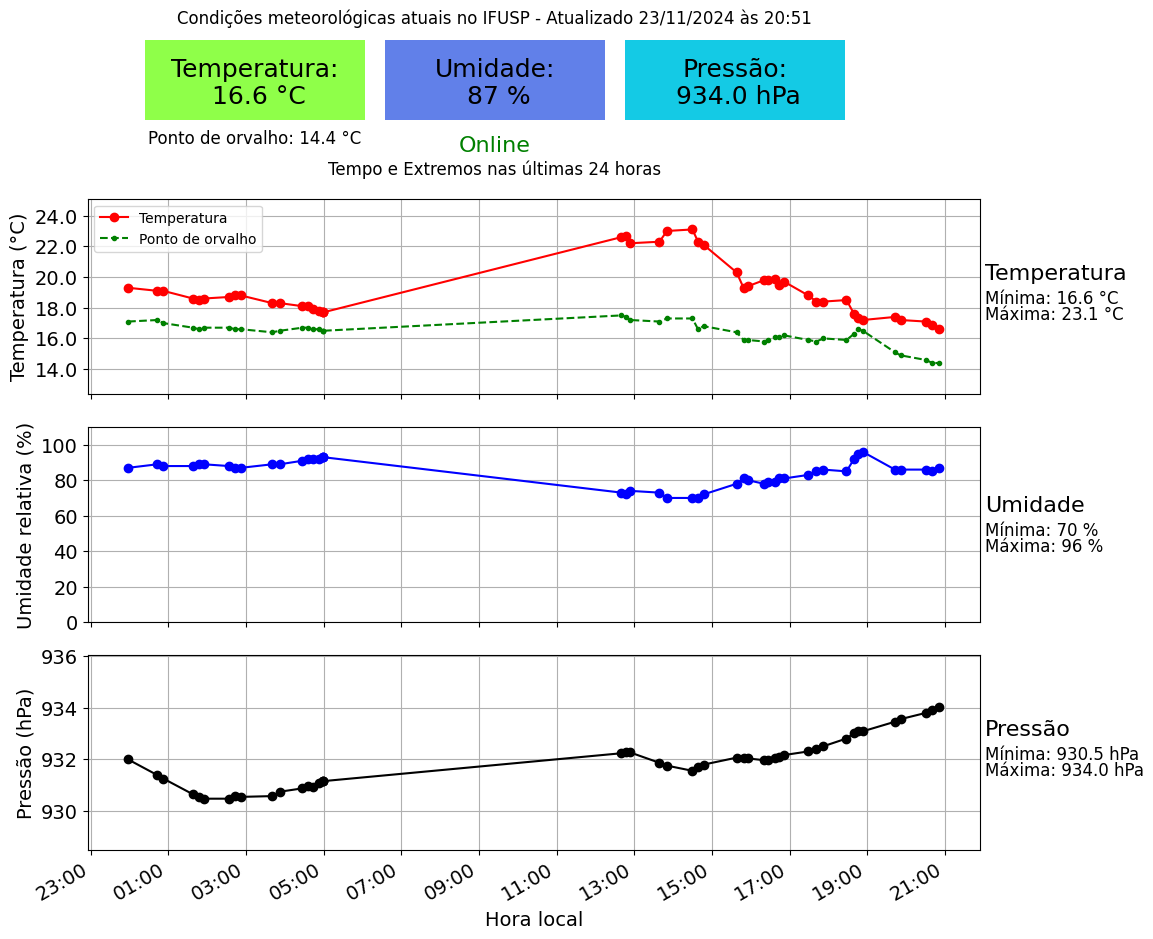 Condições meteorológicas atuais no IFUSP - Atualizado 23/11/2024 às 20:51
Temperatura:
16.6 °C
Umidade:
87 %
Pressão:
934.0 hPa
Ponto de orvalho: 14.4 °C
Online
Tempo e Extremos nas últimas 24 horas
Temperatura (°C)
24.0
22.0
20.0
18.0
16.0
14.0
Temperatura
Ponto de orvalho
Temperatura
Mínima: 16.6 °C
Máxima: 23.1 °C
Umidade relativa (%)
100
80
60
40
20
0
Umidade
Mínima: 70 %
Máxima: 96 %
Pressão (hPa)
936
934
932
930
Pressão
Mínima: 930.5 hPa
Máxima: 934.0 hPa
23:00
01:00
03:00
05:00
07:00
09:00
11:00
13:00
15:00
17:00
19:00
21:00
Hora local